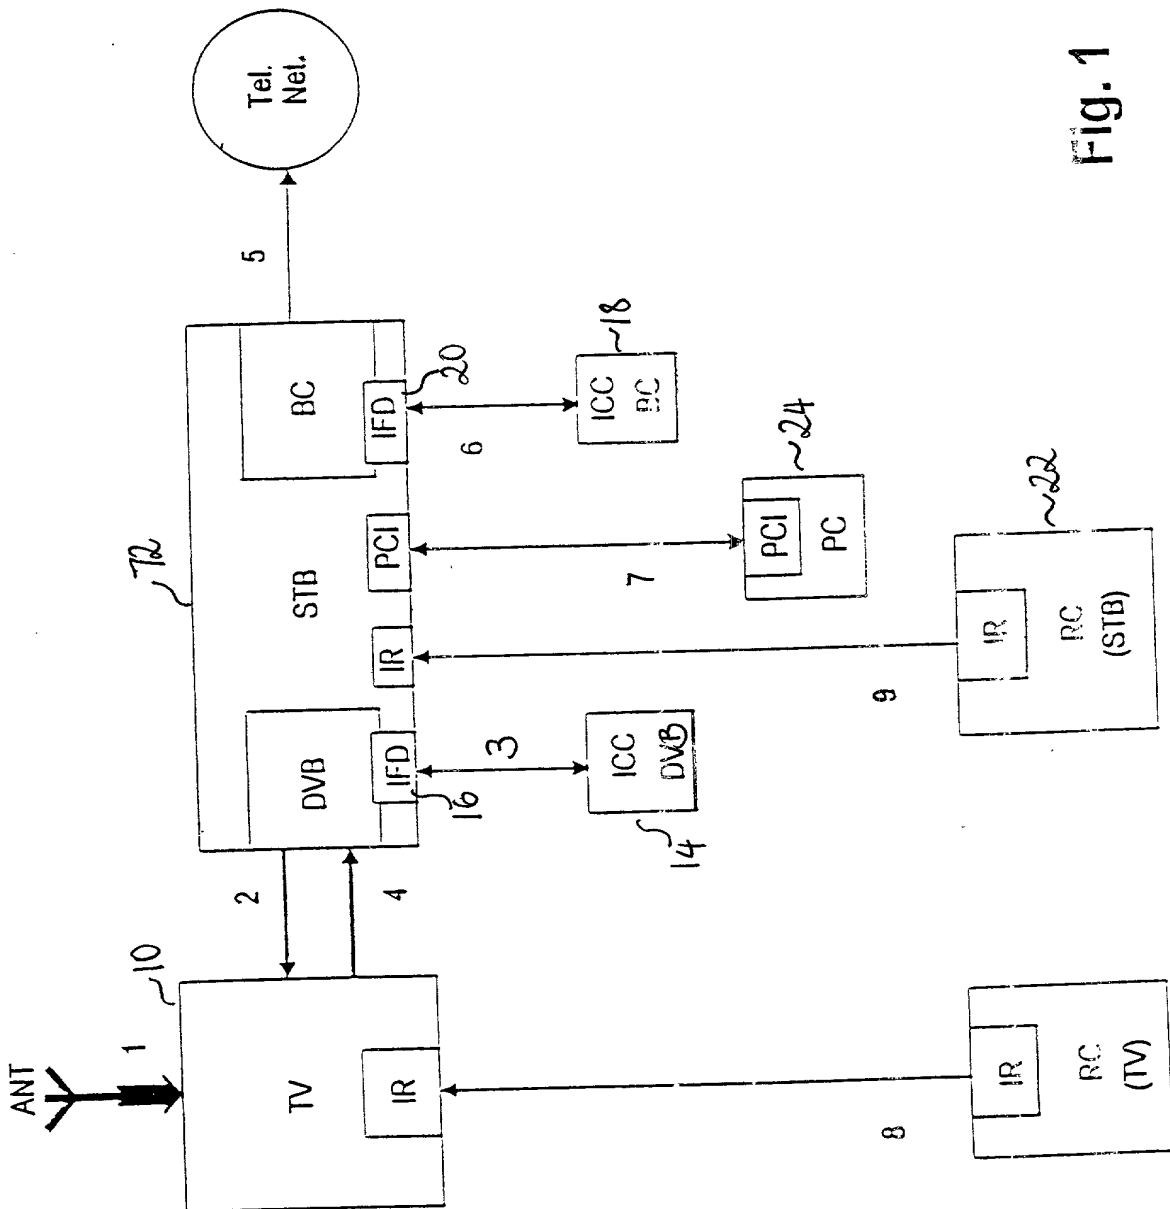 ANT
1
10
TV
IR
8
IR
RC
(TV)
2
4
72
STB
DVB
IFD
16
3
ICC
DVB
14
IR
9
IR
RC
(STB)
22
PCI
7
PCI
PC
24
BC
IFD
20
6
ICC
BC
18
5
Tel.
Net.
Fig. 1